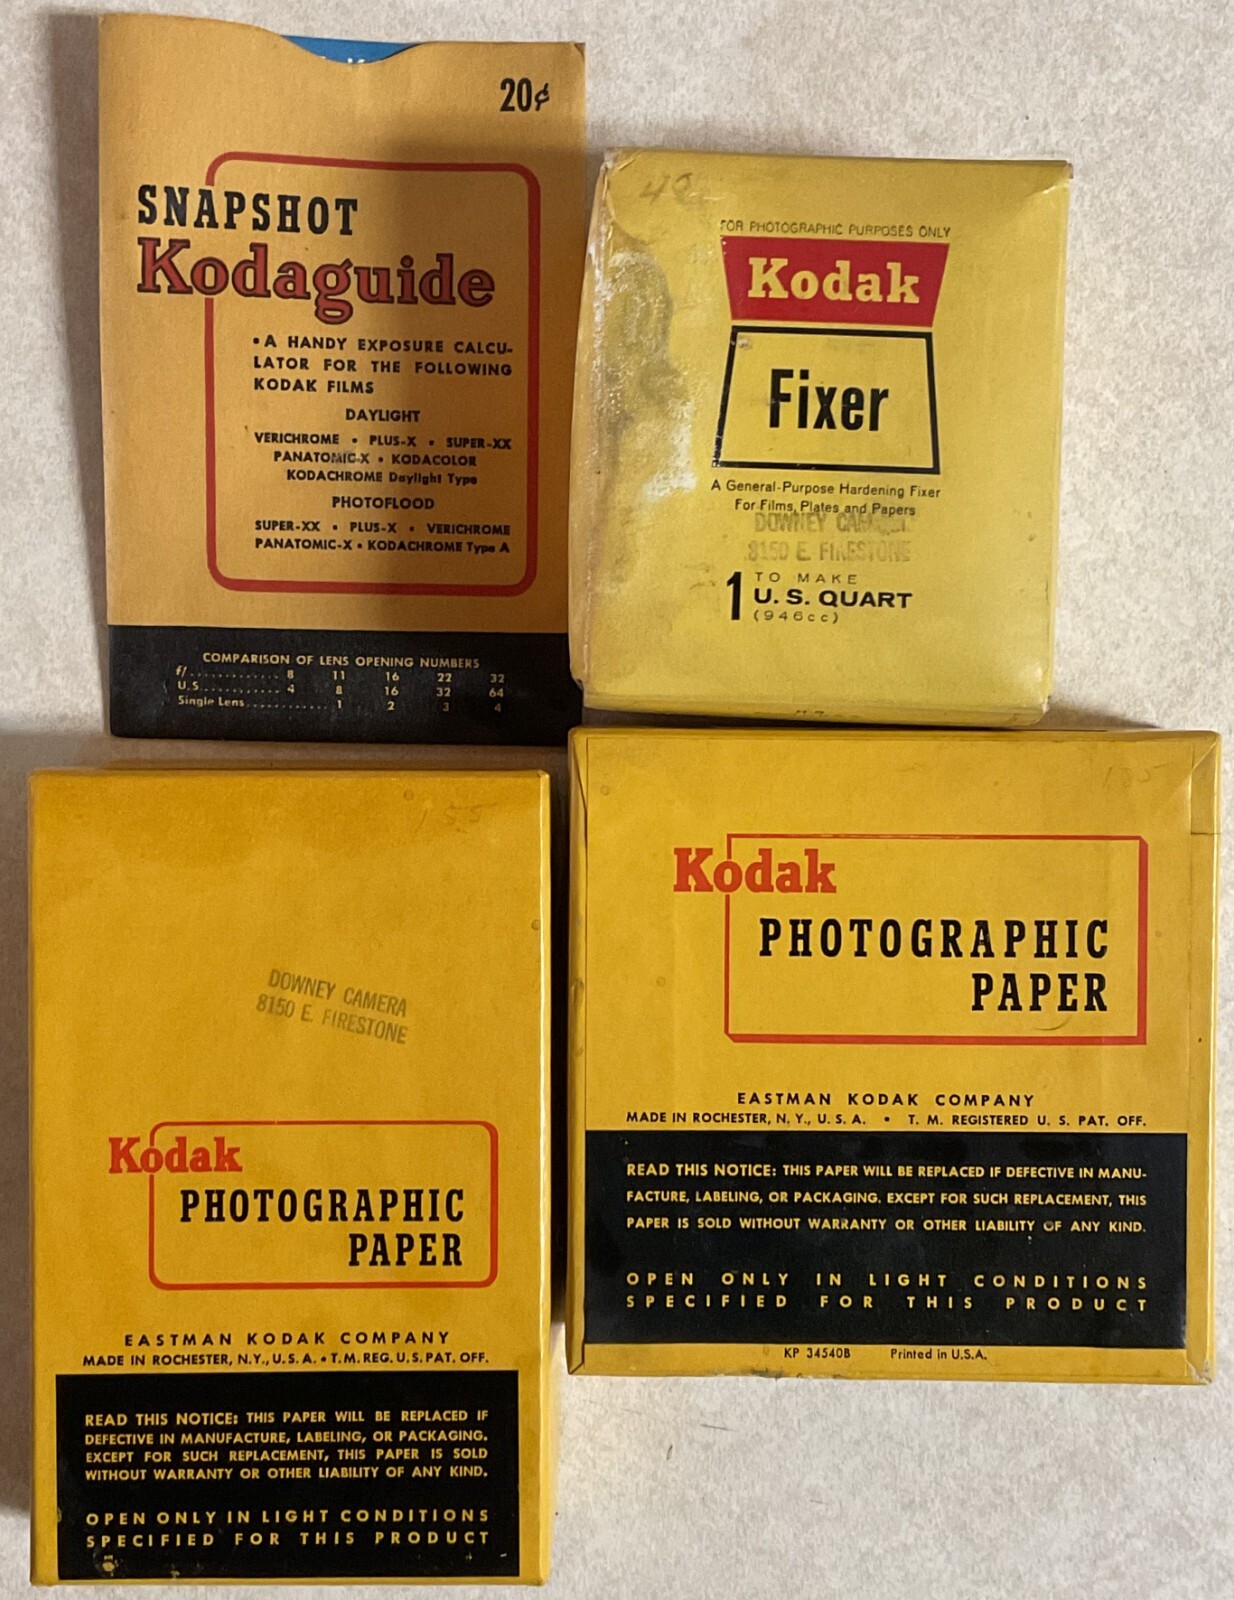 20¢
SNAPSHOT
Kodaguide
•A HANDY EXPOSURE CALCU-
LATOR FOR THE FOLLOWING
KODAK FILMS
DAYLIGHT
VERICHROME • PLUS-X • SUPER-XX
PANATOMIC-X • KODACOLOR
KODACHROME Daylight Type
PHOTOFLOOD
SUPER-XX • PLUS-X • VERICHROME
PANATOMIC-X • KODACHROME Type A
COMPARISON OF LENS OPENING NUMBERS
f/............. 8 11 16 22 32
U.S............ 4 8 16 32 64
Single Lens............. 1 2 3 4
FOR PHOTOGRAPHIC PURPOSES ONLY
Kodak
Fixer
A General-Purpose Hardening Fixer
For Films, Plates and Papers
DOWNEY
8150 E. FIRESTONE
1 TO MAKE
U. S. QUART
(946cc)
155
DOWNEY CAMERA
8150 E. FIRESTONE
Kodak
PHOTOGRAPHIC
PAPER
EASTMAN KODAK COMPANY
MADE IN ROCHESTER, N.Y., U.S.A. • T.M. REG. U.S. PAT. OFF.
READ THIS NOTICE: THIS PAPER WILL BE REPLACED IF
DEFECTIVE IN MANUFACTURE, LABELING, OR PACKAGING.
EXCEPT FOR SUCH REPLACEMENT, THIS PAPER IS SOLD
WITHOUT WARRANTY OR OTHER LIABILITY OF ANY KIND.
OPEN ONLY IN LIGHT CONDITIONS
SPECIFIED FOR THIS PRODUCT
Kodak
PHOTOGRAPHIC
PAPER
EASTMAN KODAK COMPANY
MADE IN ROCHESTER, N. Y., U. S. A. • T. M. REGISTERED U. S. PAT. OFF.
READ THIS NOTICE: THIS PAPER WILL BE REPLACED IF DEFECTIVE IN MANU-
FACTURE, LABELING, OR PACKAGING. EXCEPT FOR SUCH REPLACEMENT, THIS
PAPER IS SOLD WITHOUT WARRANTY OR OTHER LIABILITY OF ANY KIND.
OPEN ONLY IN LIGHT CONDITIONS
SPECIFIED FOR THIS PRODUCT
KP 34540B Printed in U.S.A.